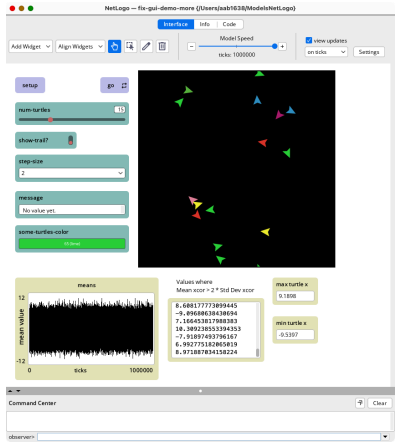 NetLogo — fix-gui-demo-more {/Users/aab1638/ModelsNetLogo}
Interface Info Code
Add Widget Align Widgets
Model Speed
ticks: 1000000
view updates
on ticks
Settings
setup
go
num-turtles 15
show-trail?
step-size
2
message
No value yet
some-turtles-color
means
12
mean value
-12
0
ticks
1000000
Values where
Mean xcor > 2 * Std Dev xcor
8.608177773099445
-9.09680638430694
7.166453817988383
10.309238553394353
-7.91897493796167
6.992775182065019
8.971887034158224
max turtle x
9.1898
min turtle x
-9.5397
Command Center
Clear
observer>